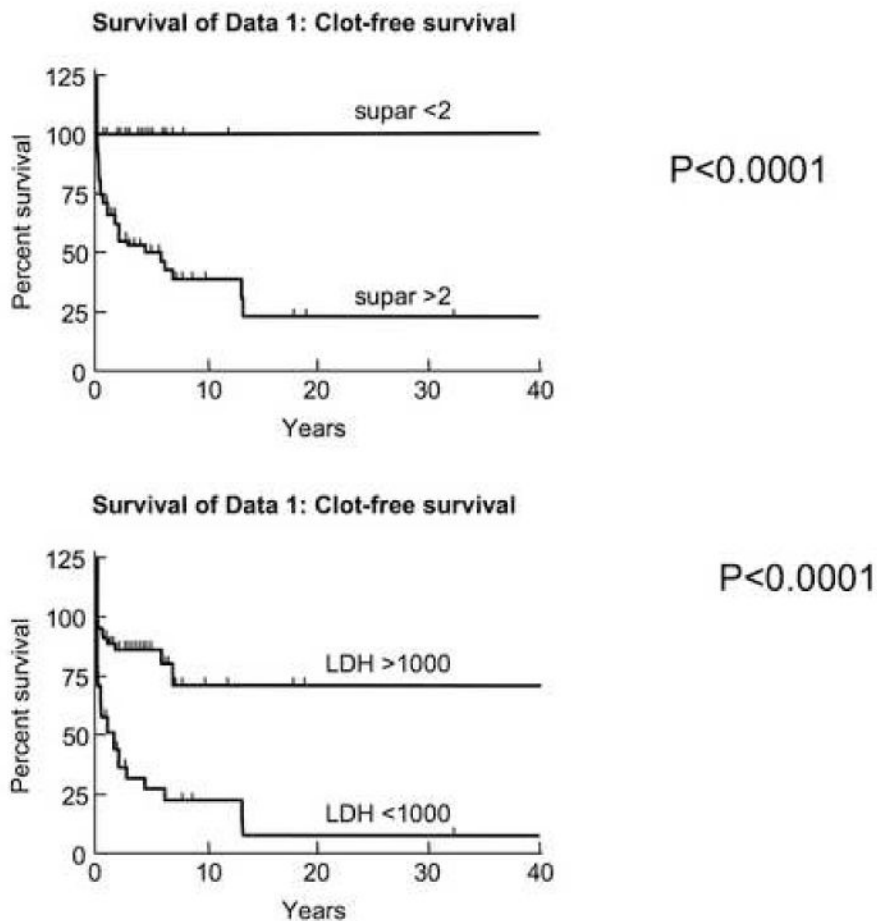 Survival of Data 1: Clot-free survival
125
100
75
50
25
0
Percent survival
supar <2
supar >2
P<0.0001
0 10 20 30 40
Years
Survival of Data 1: Clot-free survival
125
100
75
50
25
0
Percent survival
LDH >1000
LDH <1000
P<0.0001
0 10 20 30 40
Years